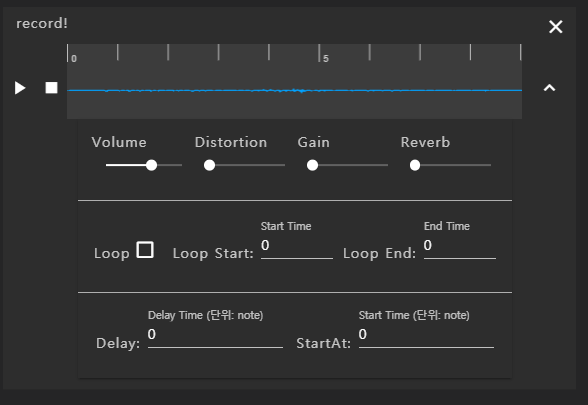 record!
0 5
Volume Distortion Gain Reverb
Start Time End Time
Loop Loop Start: 0 Loop End: 0
Delay Time (단위: note) Start Time (단위: note)
Delay: 0 StartAt: 0